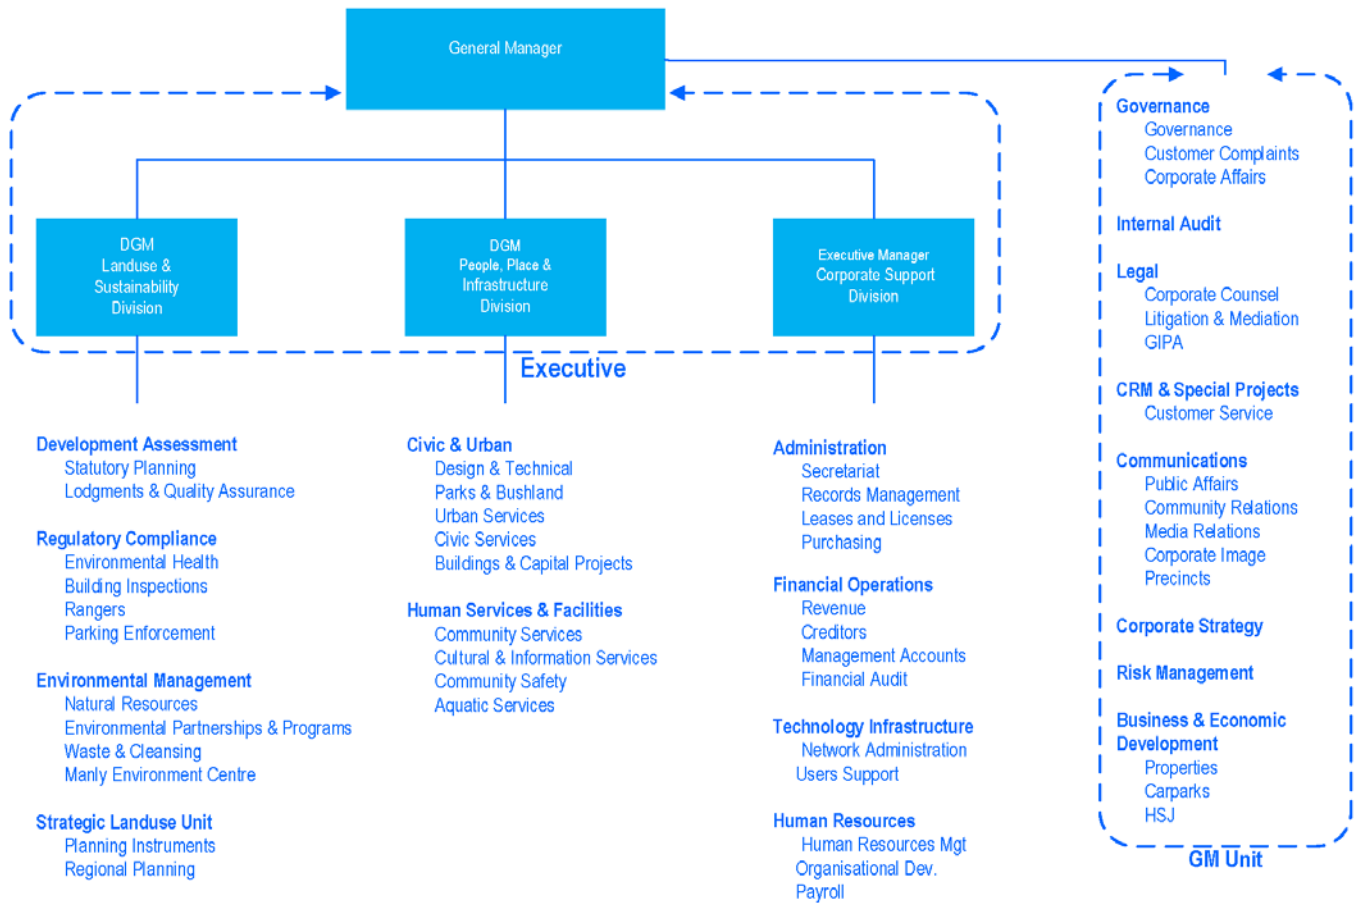 General Manager
DGM
Landuse &
Sustainability
Division
DGM
People, Place &
Infrastructure
Division
Executive Manager
Corporate Support
Division
Executive
Development Assessment
Statutory Planning
Lodgments & Quality Assurance
Regulatory Compliance
Environmental Health
Building Inspections
Rangers
Parking Enforcement
Environmental Management
Natural Resources
Environmental Partnerships & Programs
Waste & Cleansing
Manly Environment Centre
Strategic Landuse Unit
Planning Instruments
Regional Planning
Civic & Urban
Design & Technical
Parks & Bushland
Urban Services
Civic Services
Buildings & Capital Projects
Human Services & Facilities
Community Services
Cultural & Information Services
Community Safety
Aquatic Services
Administration
Secretariat
Records Management
Leases and Licenses
Purchasing
Financial Operations
Revenue
Creditors
Management Accounts
Financial Audit
Technology Infrastructure
Network Administration
Users Support
Human Resources
Human Resources Mgt
Organisational Dev.
Payroll
Governance
Governance
Customer Complaints
Corporate Affairs
Internal Audit
Legal
Corporate Counsel
Litigation & Mediation
GIPA
CRM & Special Projects
Customer Service
Communications
Public Affairs
Community Relations
Media Relations
Corporate Image
Precincts
Corporate Strategy
Risk Management
Business & Economic
Development
Properties
Carparks
HSJ
GM Unit